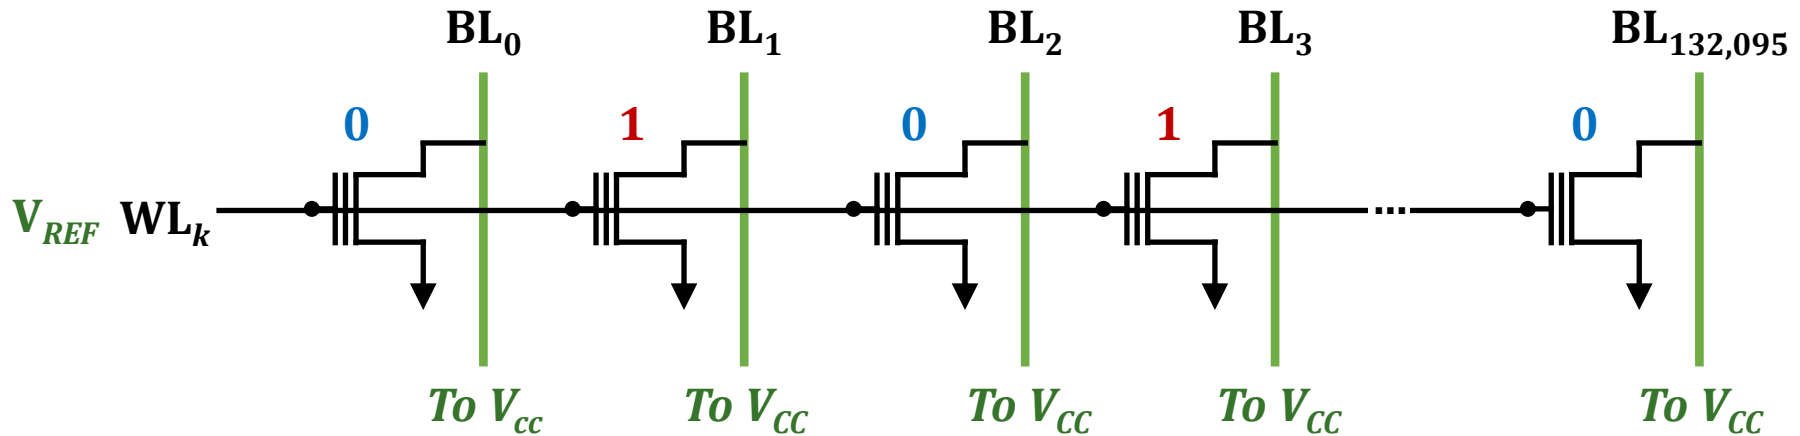 BL0 BL1 BL2 BL3 BL132,095
0 1 0 1 0
VREF WLk ...
To Vcc To VCC To VCC To VCC To VCC